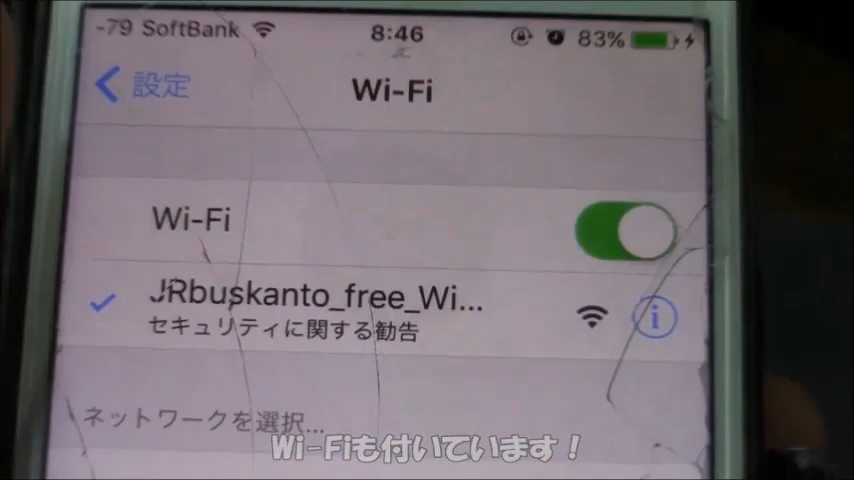 -79 SoftBank 8:46 83%
設定 Wi-Fi
Wi-Fi
JRbuskanto_free_Wi...
セキュリティに関する勧告
ネットワークを選択...
Wi-Fiも付いています！